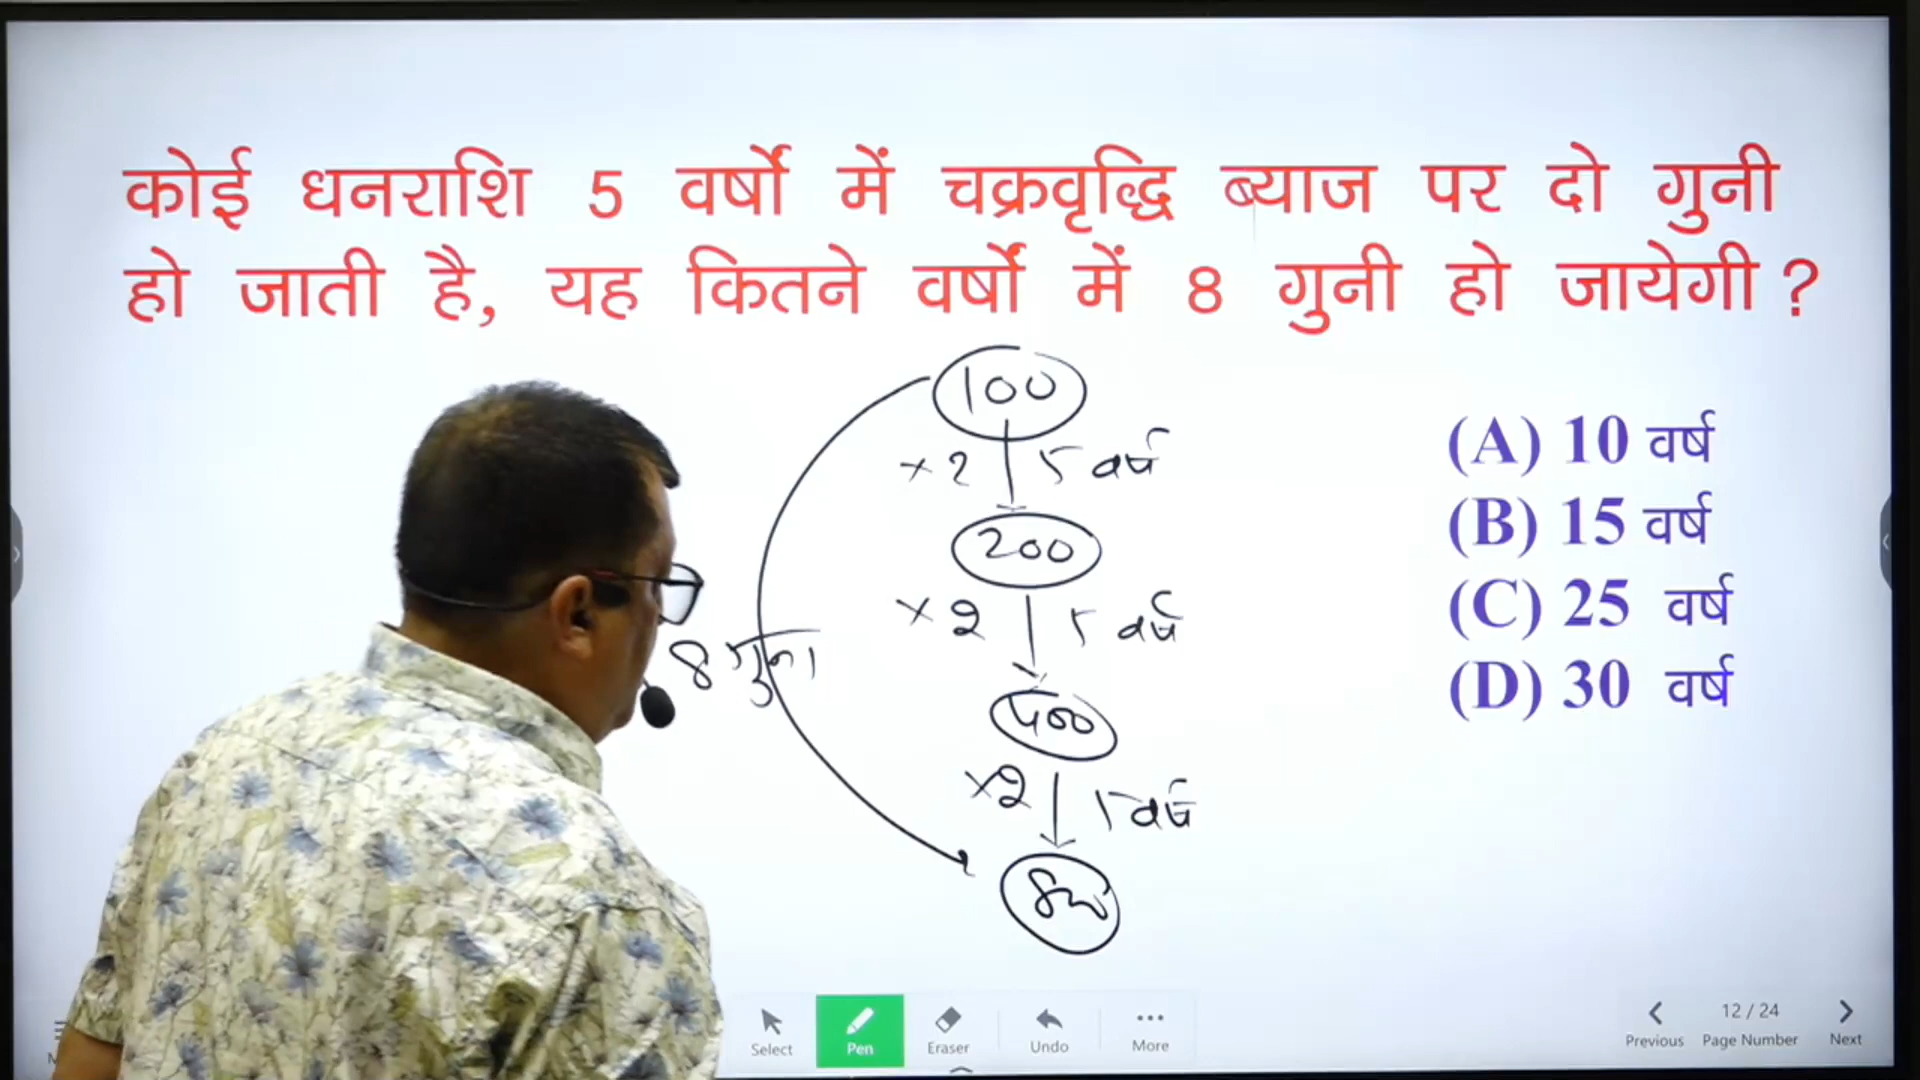 कोई धनराशि 5 वर्षों में चक्रवृद्धि ब्याज पर दो गुनी
हो जाती है, यह कितने वर्षों में 8 गुनी हो जायेगी ?
100
×2 5 वर्ष
200
×2 5 वर्ष
8 गुना
400
×2 5 वर्ष
800
(A) 10 वर्ष
(B) 15 वर्ष
(C) 25 वर्ष
(D) 30 वर्ष
Select
Pen
Eraser
Undo
More
12 / 24
Previous
Page Number
Next